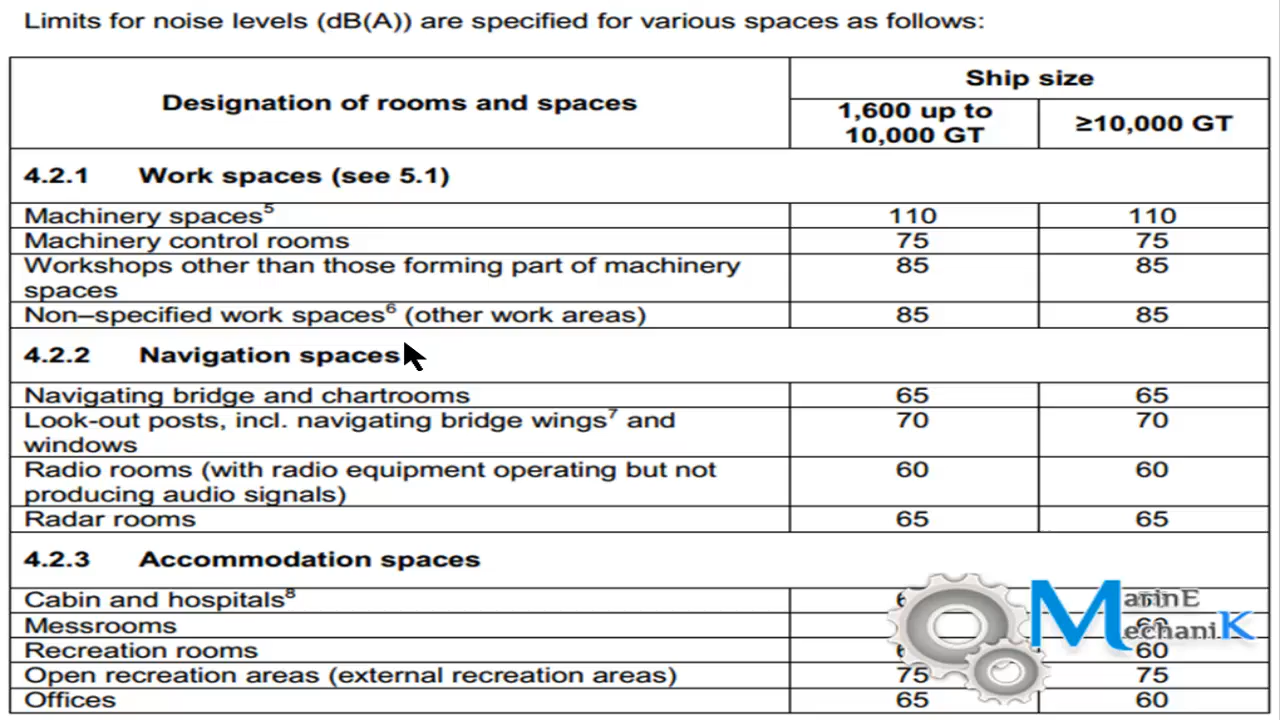 Limits for noise levels (dB(A)) are specified for various spaces as follows:
Designation of rooms and spaces
Ship size
1,600 up to
10,000 GT
≥10,000 GT
4.2.1 Work spaces (see 5.1)
Machinery spaces⁵ 110 110
Machinery control rooms 75 75
Workshops other than those forming part of machinery 85 85
spaces
Non–specified work spaces⁶ (other work areas) 85 85
4.2.2 Navigation spaces
Navigating bridge and chartrooms 65 65
Look-out posts, incl. navigating bridge wings⁷ and 70 70
windows
Radio rooms (with radio equipment operating but not 60 60
producing audio signals)
Radar rooms 65 65
4.2.3 Accommodation spaces
Cabin and hospitals⁸
Messrooms
Recreation rooms 60
Open recreation areas (external recreation areas) 75 75
Offices 65 60
MarinE
MechaniK